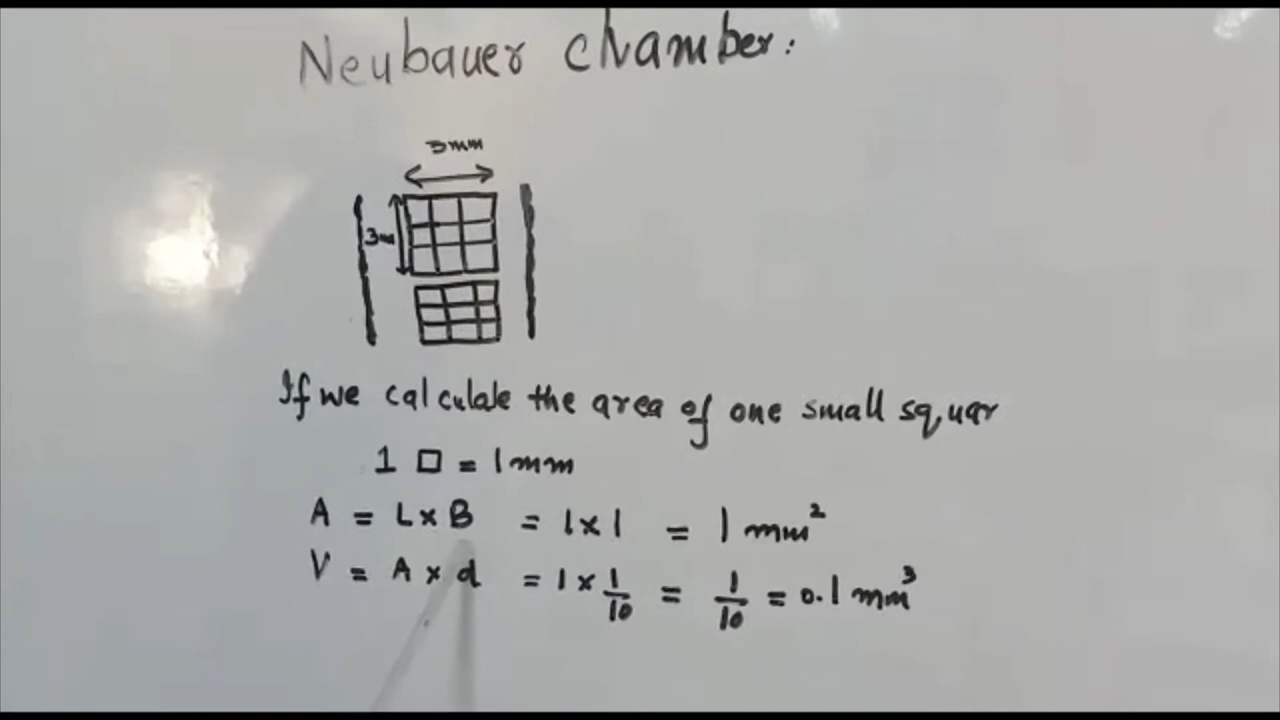 Neubauer chamber:
3mm
3m
If we calculate the area of one small squar
1 □ = 1mm
A = L × B = 1 × 1 = 1 mm²
V = A × d = 1 × 1/10 = 1/10 = 0.1 mm³